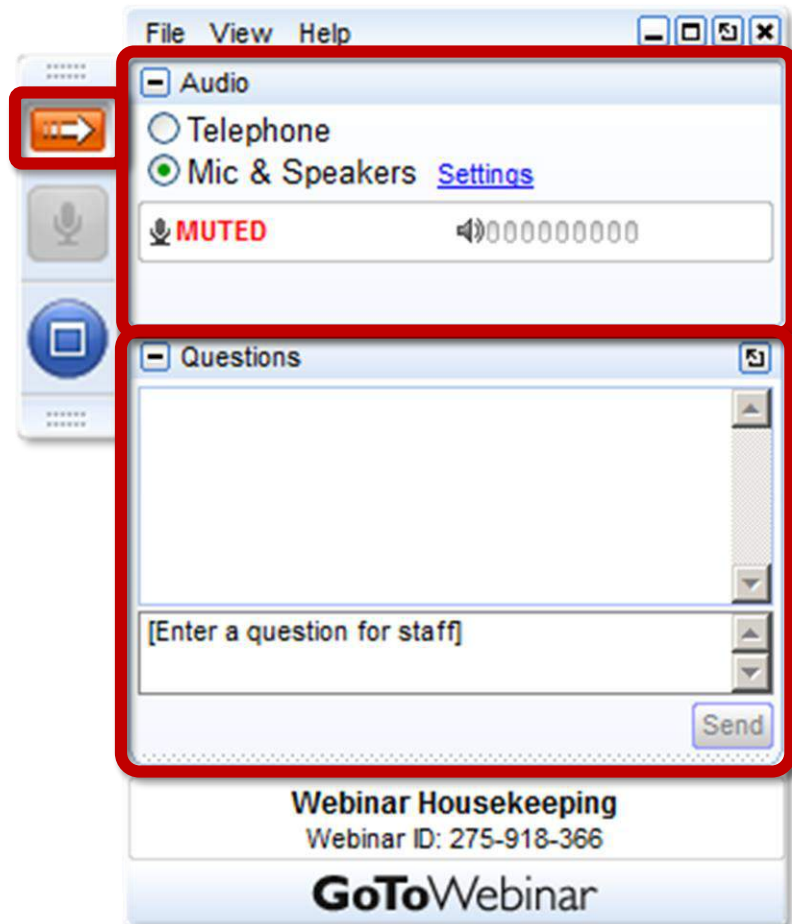 File View Help
Audio
Telephone
Mic & Speakers Settings
MUTED
Questions
[Enter a question for staff]
Send
Webinar Housekeeping
Webinar ID: 275-918-366
GoToWebinar